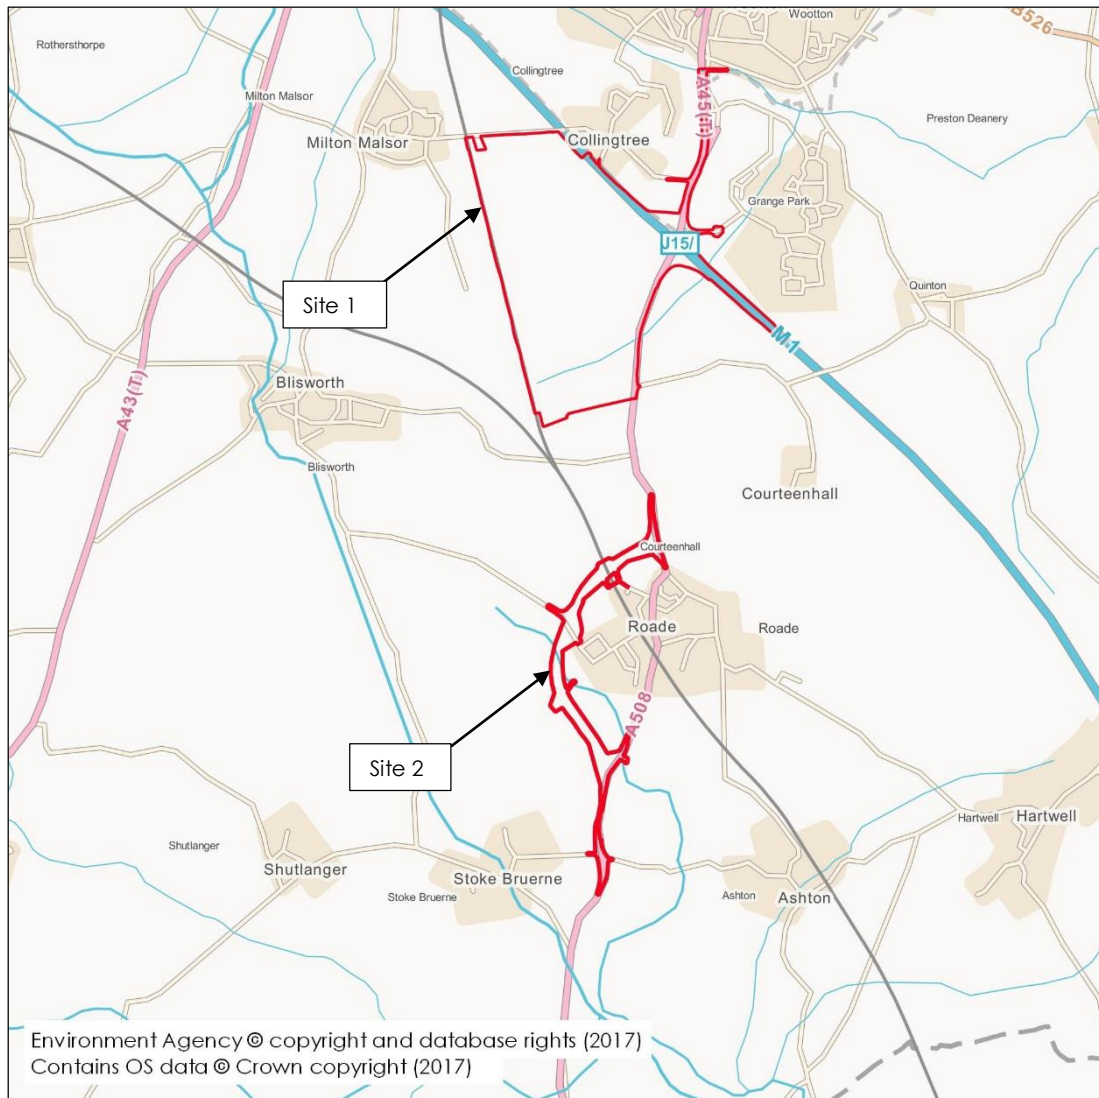 Wootton
B526
Rothersthorpe
Collingtree
Milton Malsor
A45(T)
Preston Deanery
Milton Malsor
Collingtree
Grange Park
J15/
Site 1
Quinton
M 1
A43(T)
Blisworth
Blisworth
Courteenhall
Courteenhall
Roade
Roade
A508
Site 2
Shutlanger
Shutlanger
Stoke Bruerne
Stoke Bruerne
Ashton
Ashton
Hartwell
Hartwell
Environment Agency © copyright and database rights (2017)
Contains OS data © Crown copyright (2017)